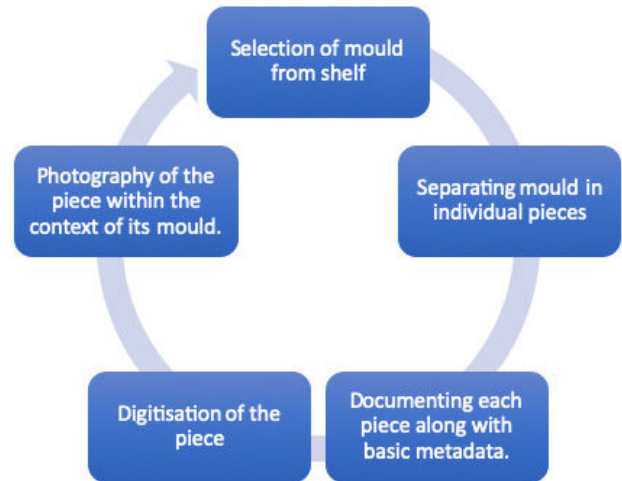 Selection of mould
from shelf
Separating mould in
individual pieces
Documenting each
piece along with
basic metadata.
Digitisation of the
piece
Photography of the
piece within the
context of its mould.